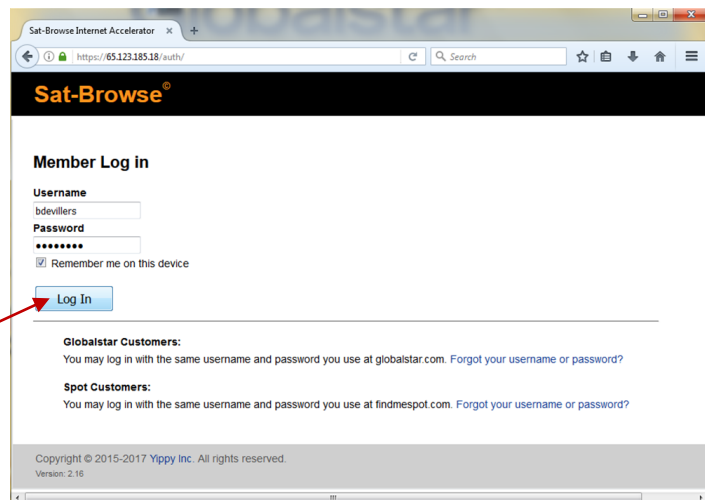 Globalstar
Sat-Browse Internet Accelerator
https://65.123.185.18/auth/
Search
Sat-Browse©
Member Log in
Username
bdevillers
Password
••••••••
Remember me on this device
Log In
Globalstar Customers:
You may log in with the same username and password you use at globalstar.com. Forgot your username or password?
Spot Customers:
You may log in with the same username and password you use at findmespot.com. Forgot your username or password?
Copyright © 2015-2017 Yippy Inc. All rights reserved.
Version: 2.16